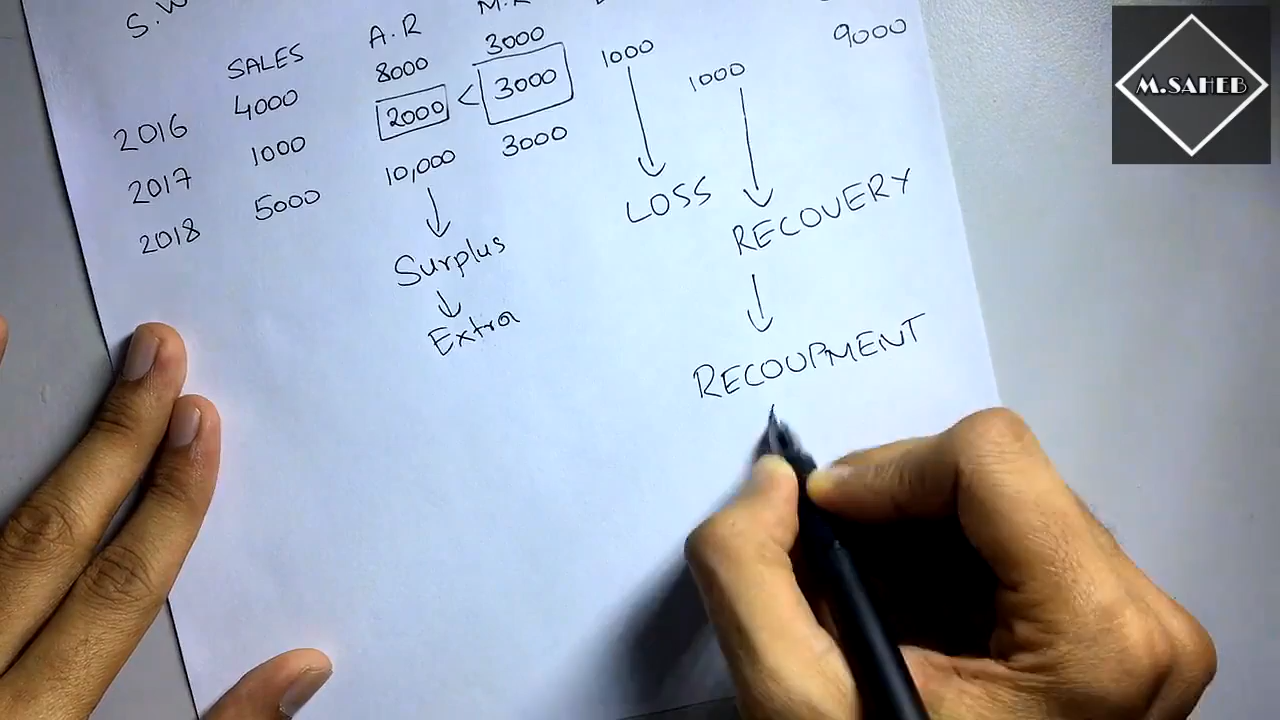 S.W
SALES A.R M.R
2016 4000 8000 3000 9000
2017 1000 2000 < 3000 1000
2018 5000 10,000 3000 1000
LOSS
Surplus RECOVERY
Extra
RECOUPMENT
M.SAHEB